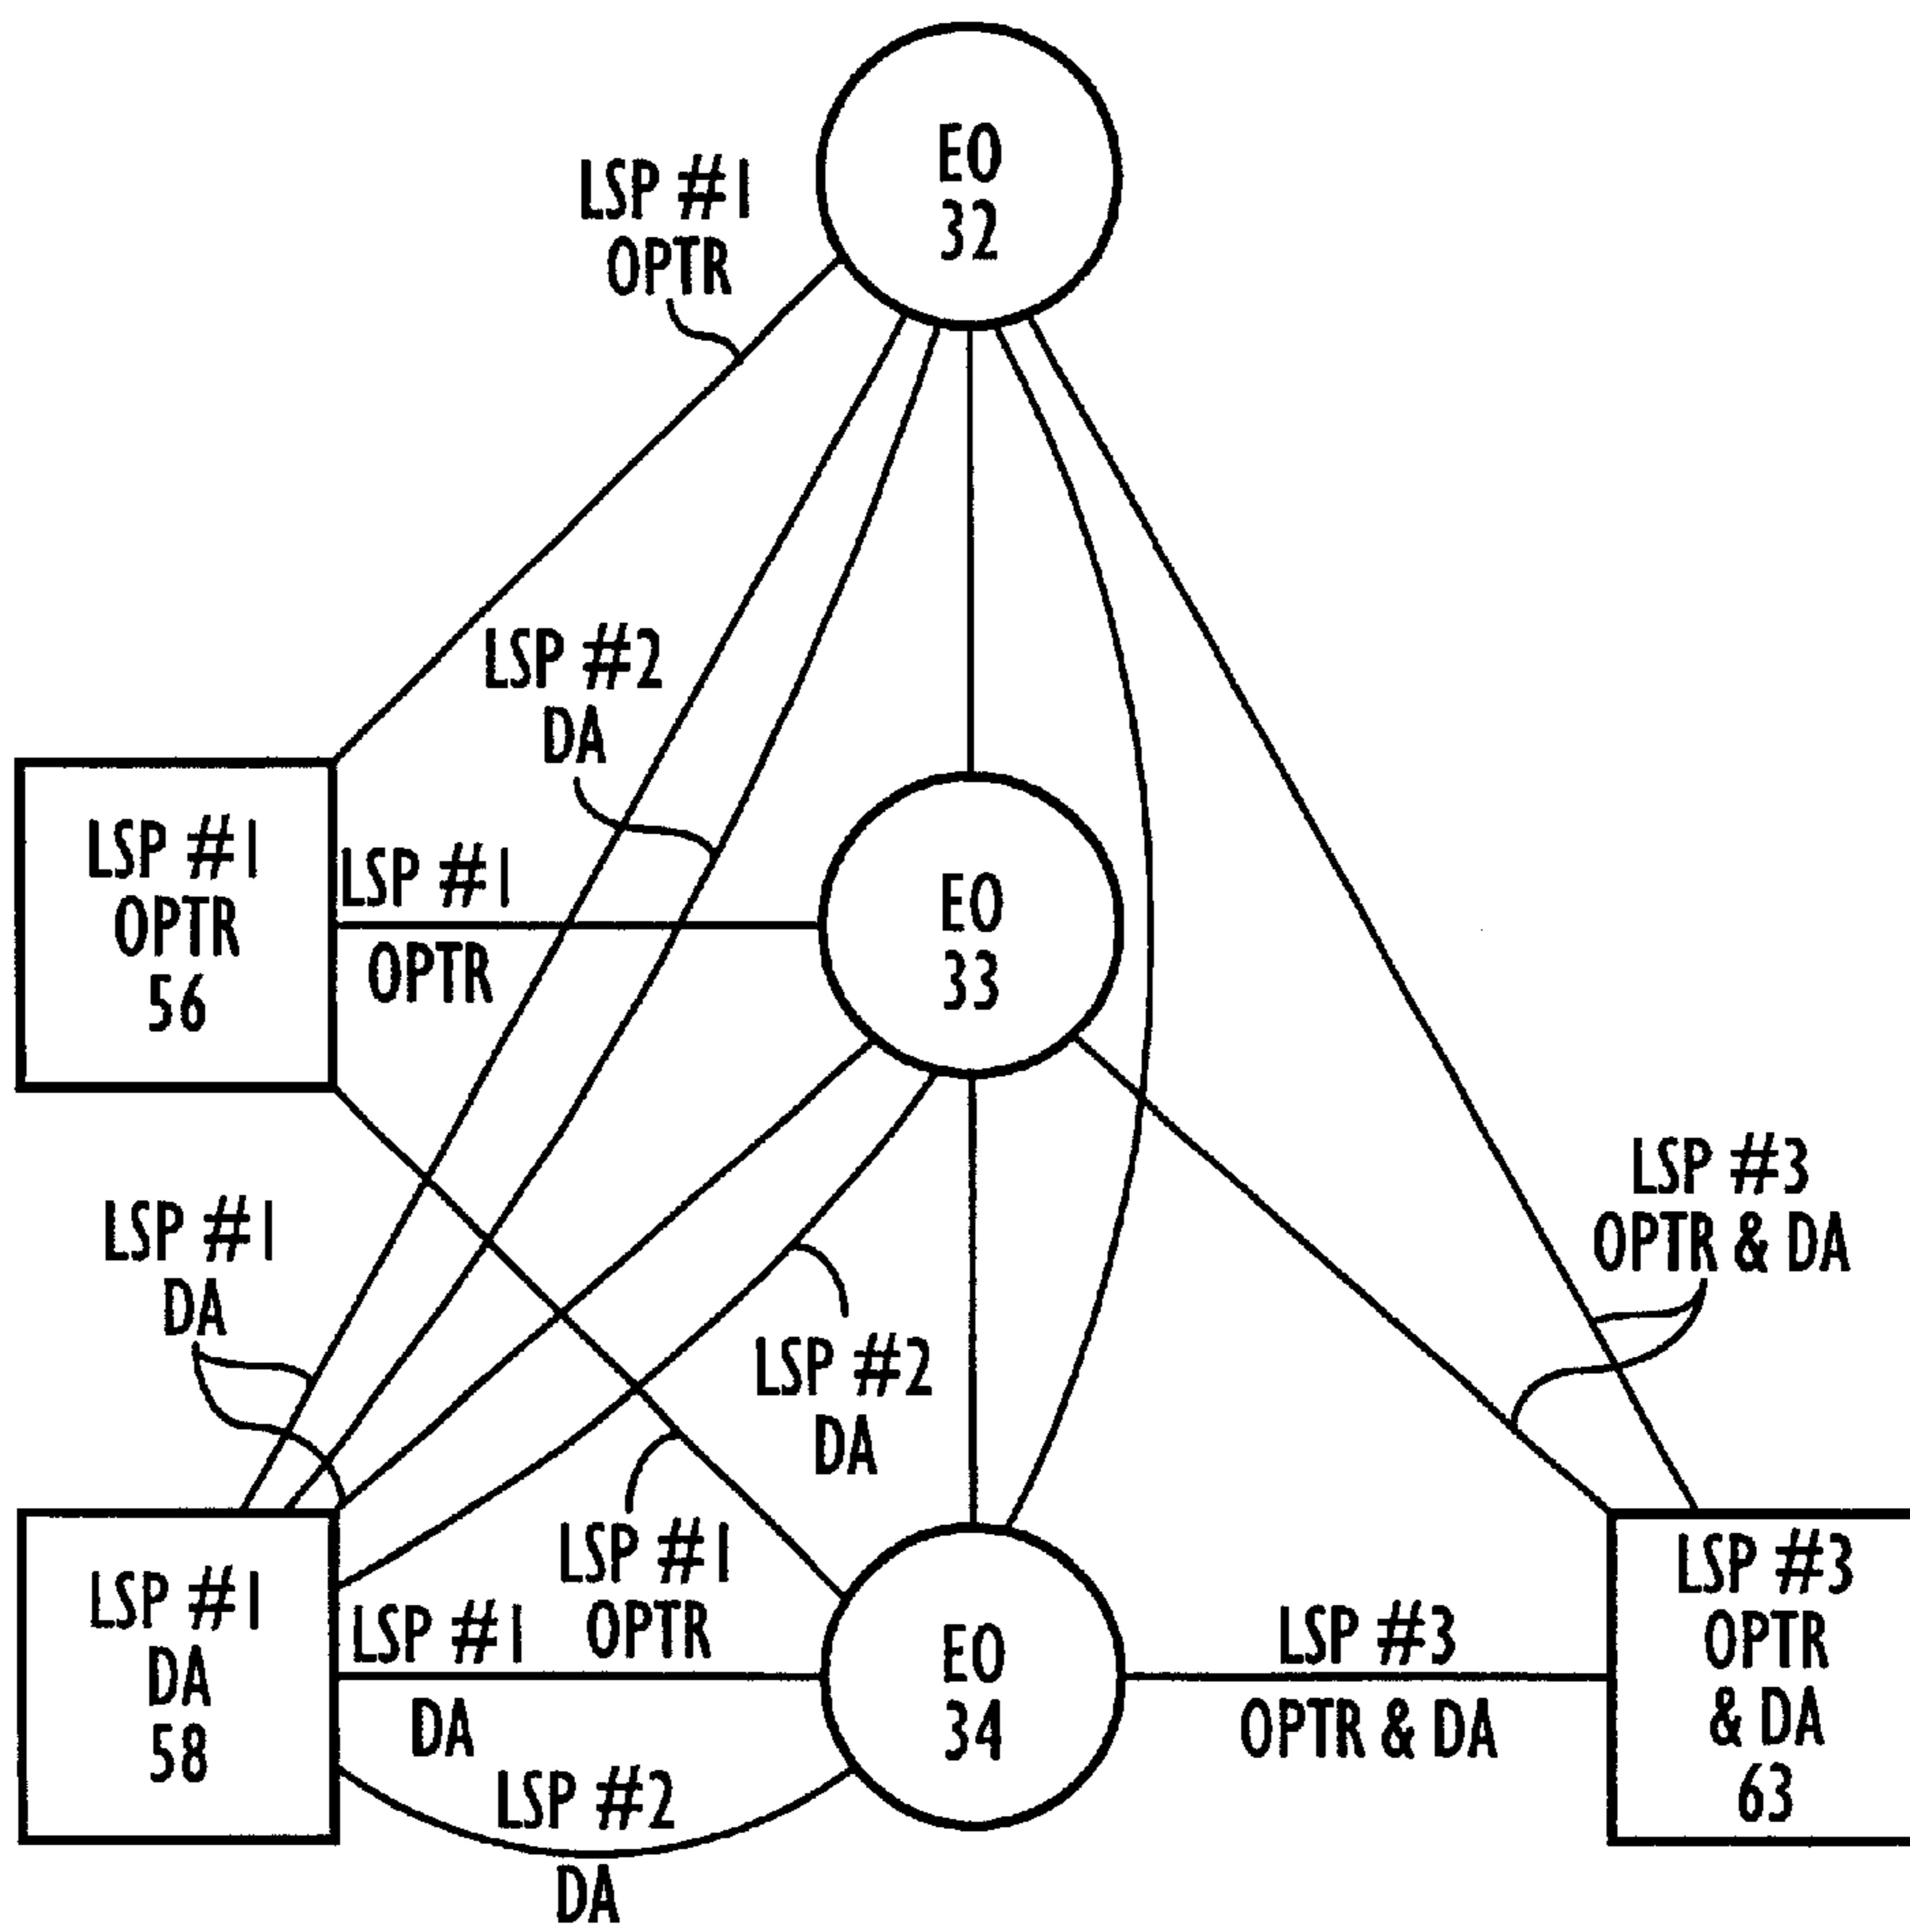 EO
32
LSP #1
OPTR
LSP #2
DA
LSP #1
OPTR
56
LSP #1
OPTR
EO
33
LSP #1
DA
LSP #2
DA
LSP #3
OPTR & DA
LSP #1
DA
58
LSP #1
OPTR
LSP #1
DA
LSP #2
DA
EO
34
LSP #3
OPTR & DA
LSP #3
OPTR
& DA
63